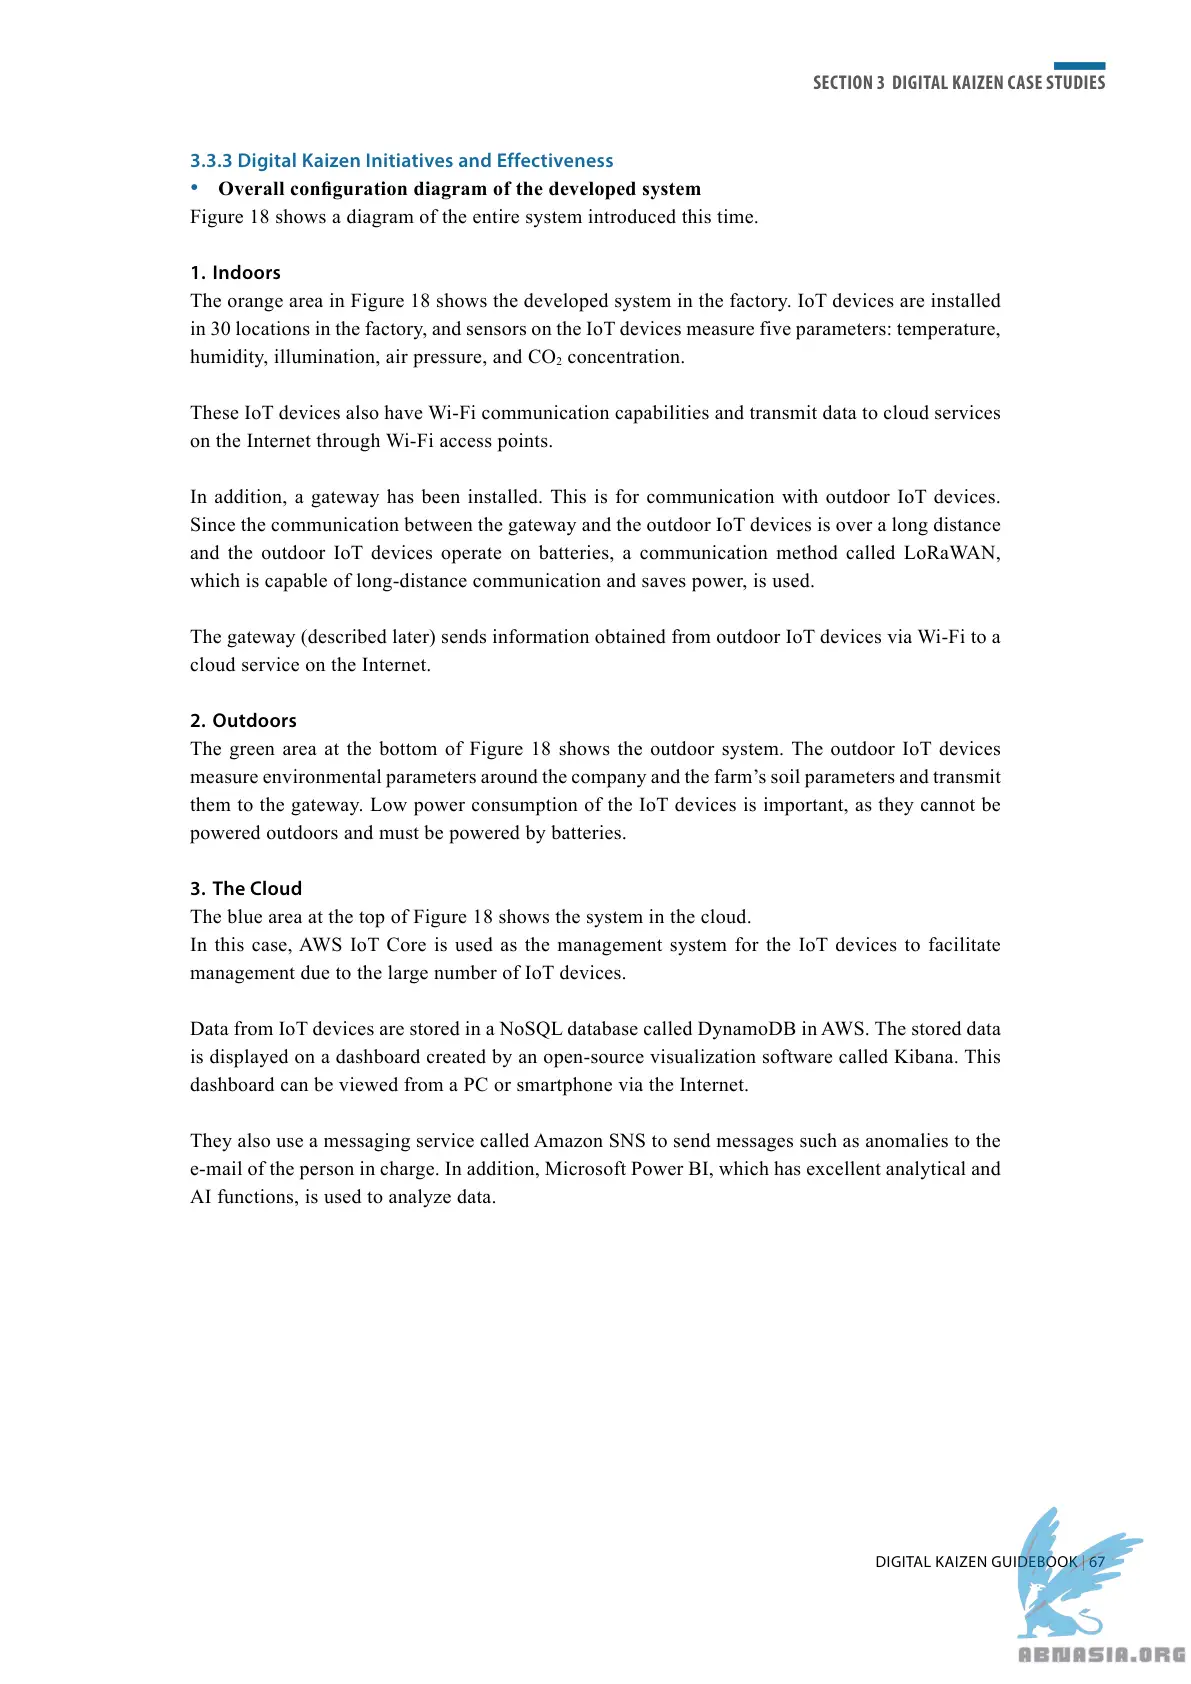 SECTION 3 DIGITAL KAIZEN CASE STUDIES
3.3.3 Digital Kaizen Initiatives and Effectiveness
• Overall configuration diagram of the developed system
Figure 18 shows a diagram of the entire system introduced this time.
1. Indoors
The orange area in Figure 18 shows the developed system in the factory. IoT devices are installed
in 30 locations in the factory, and sensors on the IoT devices measure five parameters: temperature,
humidity, illumination, air pressure, and CO₂ concentration.
These IoT devices also have Wi-Fi communication capabilities and transmit data to cloud services
on the Internet through Wi-Fi access points.
In addition, a gateway has been installed. This is for communication with outdoor IoT devices.
Since the communication between the gateway and the outdoor IoT devices is over a long distance
and the outdoor IoT devices operate on batteries, a communication method called LoRaWAN,
which is capable of long-distance communication and saves power, is used.
The gateway (described later) sends information obtained from outdoor IoT devices via Wi-Fi to a
cloud service on the Internet.
2. Outdoors
The green area at the bottom of Figure 18 shows the outdoor system. The outdoor IoT devices
measure environmental parameters around the company and the farm’s soil parameters and transmit
them to the gateway. Low power consumption of the IoT devices is important, as they cannot be
powered outdoors and must be powered by batteries.
3. The Cloud
The blue area at the top of Figure 18 shows the system in the cloud.
In this case, AWS IoT Core is used as the management system for the IoT devices to facilitate
management due to the large number of IoT devices.
Data from IoT devices are stored in a NoSQL database called DynamoDB in AWS. The stored data
is displayed on a dashboard created by an open-source visualization software called Kibana. This
dashboard can be viewed from a PC or smartphone via the Internet.
They also use a messaging service called Amazon SNS to send messages such as anomalies to the
e-mail of the person in charge. In addition, Microsoft Power BI, which has excellent analytical and
AI functions, is used to analyze data.
DIGITAL KAIZEN GUIDEBOOK | 67
ABNASIA.ORG